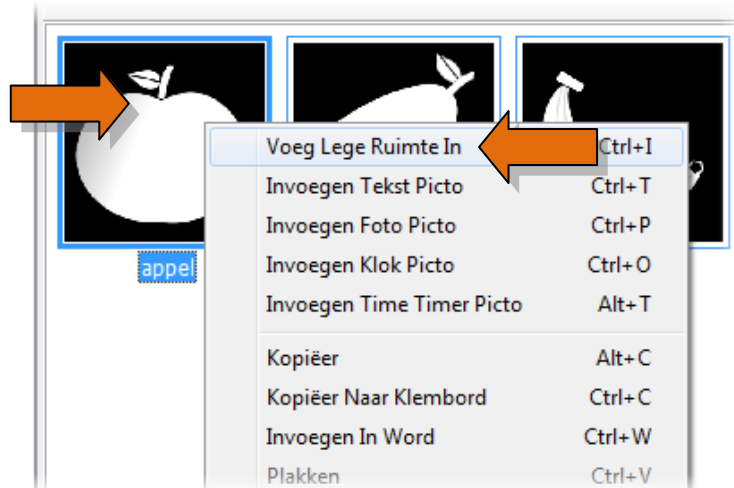 appel
Voeg Lege Ruimte In Ctrl+I
Invoegen Tekst Picto Ctrl+T
Invoegen Foto Picto Ctrl+P
Invoegen Klok Picto Ctrl+O
Invoegen Time Timer Picto Alt+T
Kopiëer Alt+C
Kopiëer Naar Klembord Ctrl+C
Invoegen In Word Ctrl+W
Plakken Ctrl+V